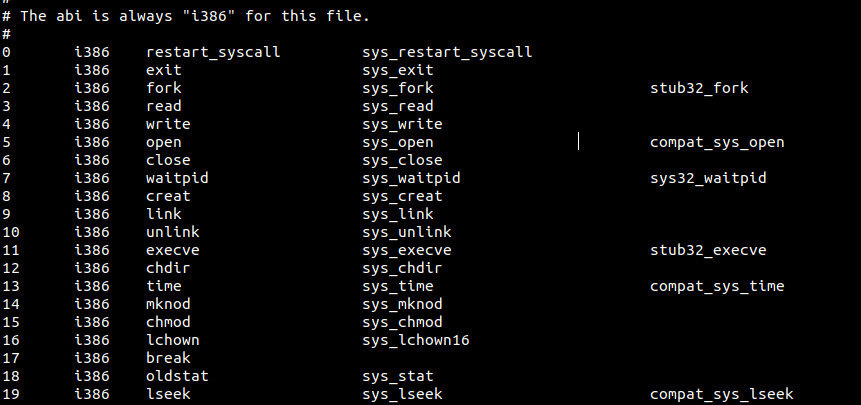 #
# The abi is always "i386" for this file.
#
0 i386 restart_syscall sys_restart_syscall
1 i386 exit sys_exit
2 i386 fork sys_fork stub32_fork
3 i386 read sys_read
4 i386 write sys_write
5 i386 open sys_open compat_sys_open
6 i386 close sys_close
7 i386 waitpid sys_waitpid sys32_waitpid
8 i386 creat sys_creat
9 i386 link sys_link
10 i386 unlink sys_unlink
11 i386 execve sys_execve stub32_execve
12 i386 chdir sys_chdir
13 i386 time sys_time compat_sys_time
14 i386 mknod sys_mknod
15 i386 chmod sys_chmod
16 i386 lchown sys_lchown16
17 i386 break
18 i386 oldstat sys_stat
19 i386 lseek sys_lseek compat_sys_lseek